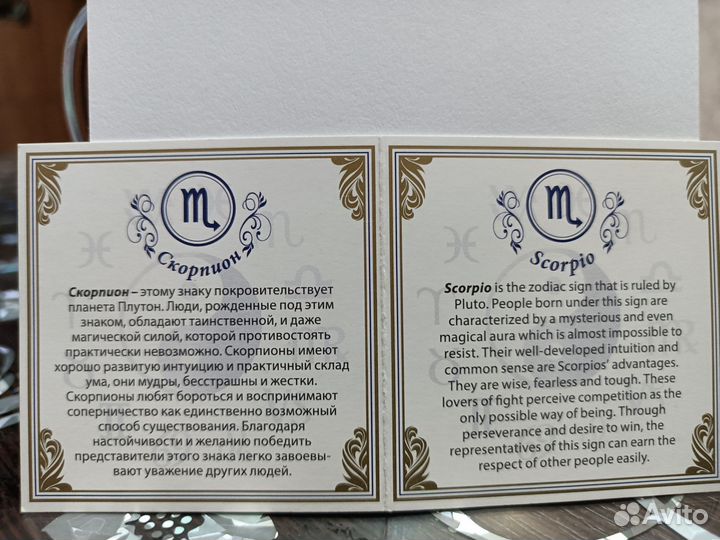 Скорпион
Скорпион – этому знаку покровительствует
планета Плутон. Люди, рожденные под этим
знаком, обладают таинственной, и даже
магической силой, которой противостоять
практически невозможно. Скорпионы имеют
хорошо развитую интуицию и практичный склад
ума, они мудры, бесстрашны и жестки.
Скорпионы любят бороться и воспринимают
соперничество как единственно возможный
способ существования. Благодаря
настойчивости и желанию победить
представители этого знака легко завоевы-
вают уважение других людей.
Scorpio
Scorpio is the zodiac sign that is ruled by
Pluto. People born under this sign are
characterized by a mysterious and even
magical aura which is almost impossible to
resist. Their well-developed intuition and
common sense are Scorpios’ advantages.
They are wise, fearless and tough. These
lovers of fight perceive competition as the
only possible way of being. Through
perseverance and desire to win, the
representatives of this sign can earn the
respect of other people easily.
Avito